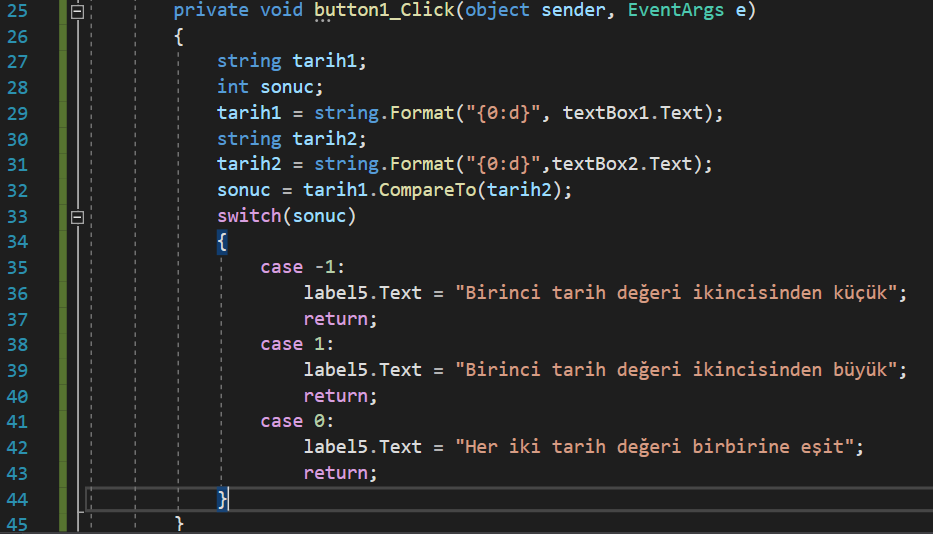 25 private void button1_Click(object sender, EventArgs e)
26 {
27 string tarih1;
28 int sonuc;
29 tarih1 = string.Format("{0:d}", textBox1.Text);
30 string tarih2;
31 tarih2 = string.Format("{0:d}",textBox2.Text);
32 sonuc = tarih1.CompareTo(tarih2);
33 switch(sonuc)
34 {
35 case -1:
36 label5.Text = "Birinci tarih değeri ikincisinden küçük";
37 return;
38 case 1:
39 label5.Text = "Birinci tarih değeri ikincisinden büyük";
40 return;
41 case 0:
42 label5.Text = "Her iki tarih değeri birbirine eşit";
43 return;
44 }
45 }